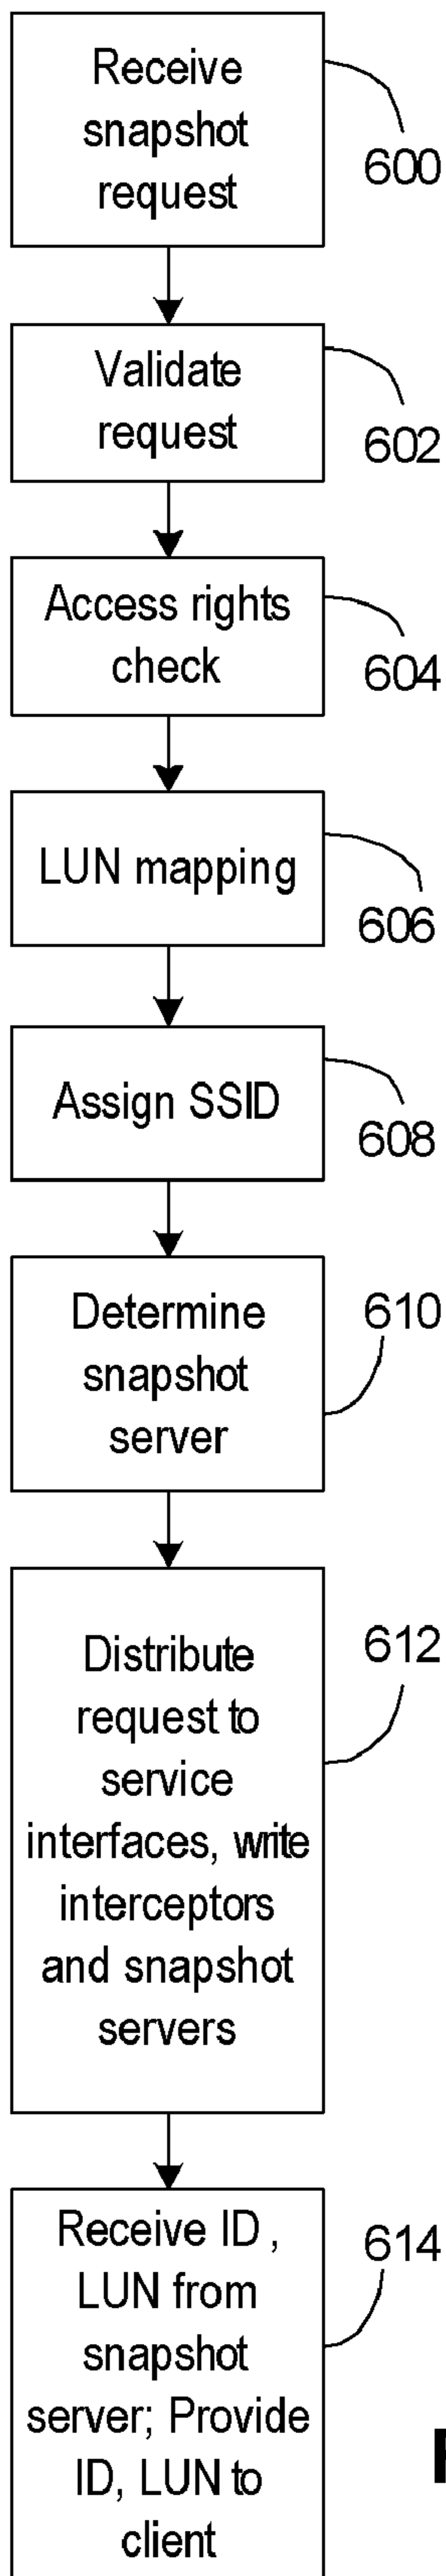 Receive
snapshot
request
600
Validate
request
602
Access rights
check
604
LUN mapping
606
Assign SSID
608
Determine
snapshot
server
610
Distribute
request to
service
interfaces, write
interceptors
and snapshot
servers
612
Receive ID ,
LUN from
snapshot
server; Provide
ID, LUN to
client
614